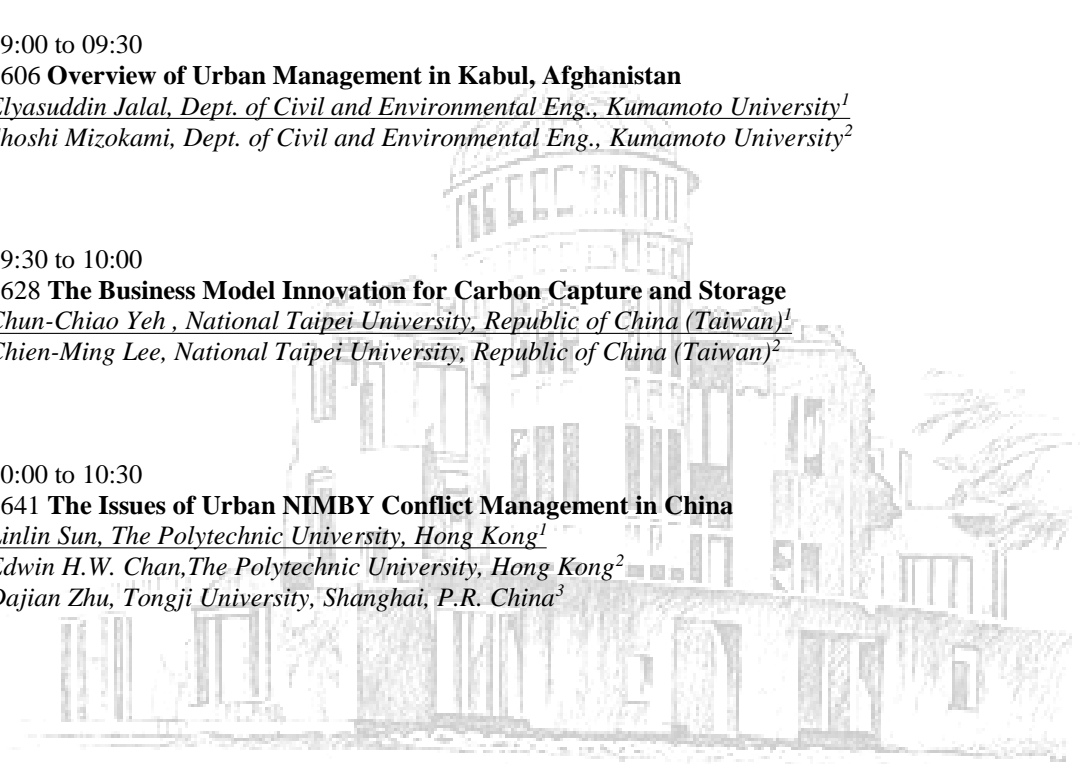 9:00 to 09:30
606 Overview of Urban Management in Kabul, Afghanistan
Elyasuddin Jalal, Dept. of Civil and Environmental Eng., Kumamoto University¹
hoshi Mizokami, Dept. of Civil and Environmental Eng., Kumamoto University²
9:30 to 10:00
628 The Business Model Innovation for Carbon Capture and Storage
Chun-Chiao Yeh , National Taipei University, Republic of China (Taiwan)¹
Chien-Ming Lee, National Taipei University, Republic of China (Taiwan)²
0:00 to 10:30
641 The Issues of Urban NIMBY Conflict Management in China
Linlin Sun, The Polytechnic University, Hong Kong¹
Edwin H.W. Chan,The Polytechnic University, Hong Kong²
Dajian Zhu, Tongji University, Shanghai, P.R. China³